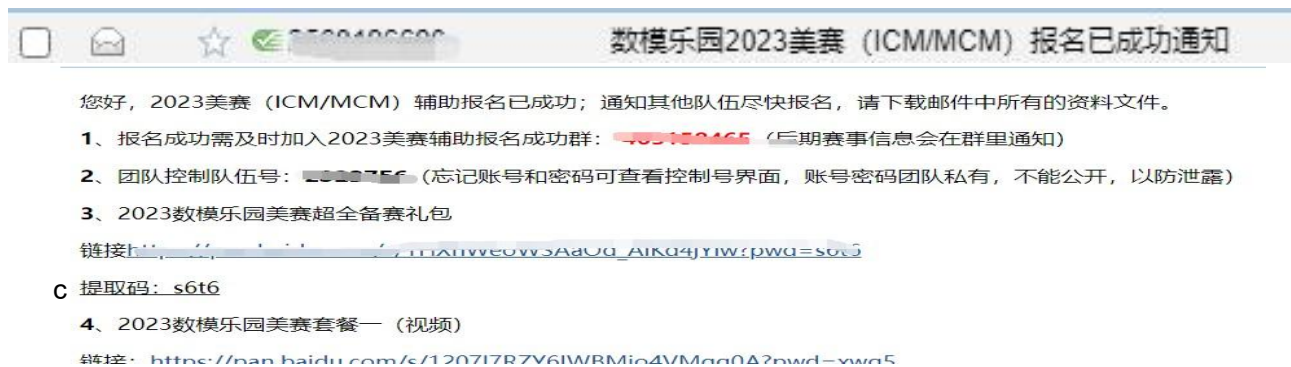 数模乐园2023美赛（ICM/MCM）报名已成功通知
您好，2023美赛（ICM/MCM）辅助报名已成功；通知其他队伍尽快报名，请下载邮件中所有的资料文件。
1、报名成功需及时加入2023美赛辅助报名成功群：（后期赛事信息会在群里通知）
2、团队控制队伍号：（忘记账号和密码可查看控制号界面，账号密码团队私有，不能公开，以防泄露）
3、2023数模乐园美赛超全备赛礼包
链接
c 提取码：s6t6
4、2023数模乐园美赛套餐一（视频）
链接：